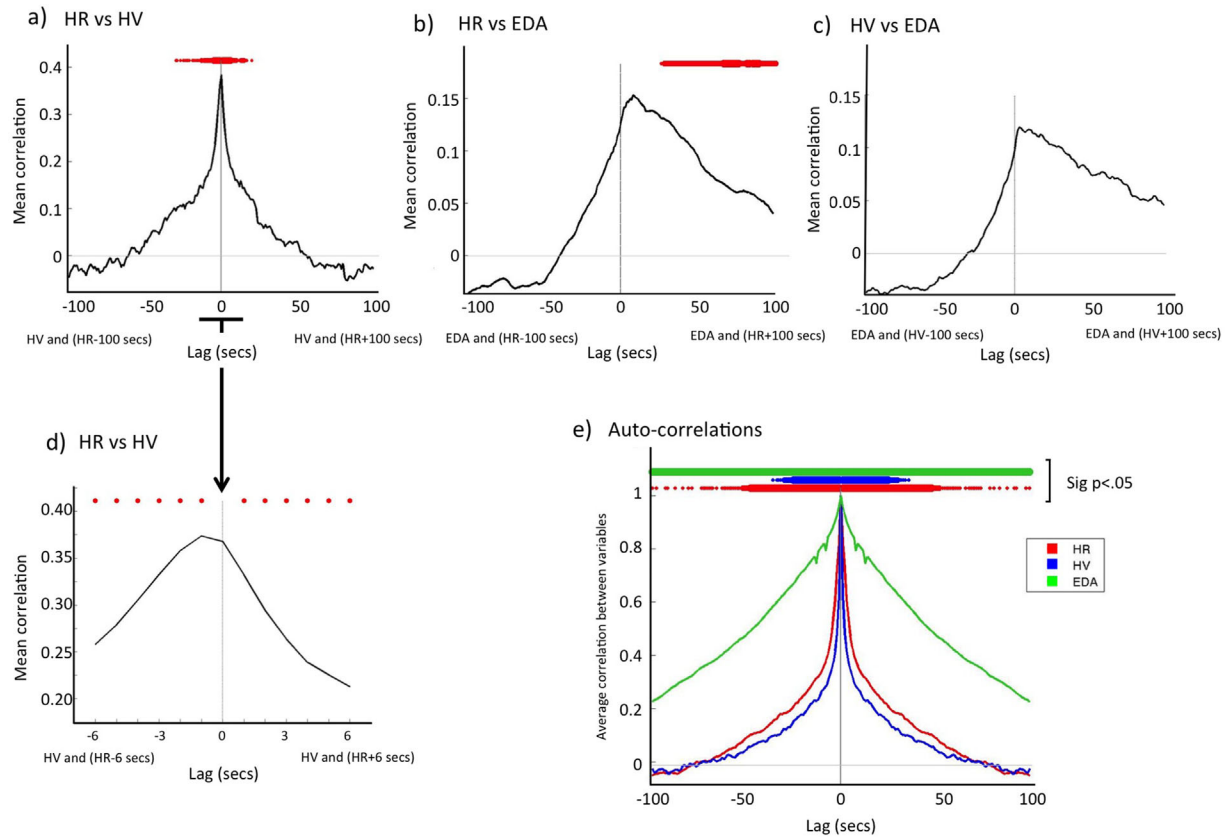 a) HR vs HV
0.4
0.3
0.2
0.1
0
Mean correlation
-100 -50 0 50 100
HV and (HR-100 secs) HV and (HR+100 secs)
Lag (secs)
b) HR vs EDA
0.15
0.1
0.05
0
Mean correlation
-100 -50 0 50 100
EDA and (HR-100 secs) EDA and (HR+100 secs)
Lag (secs)
c) HV vs EDA
0.15
0.1
0.05
0
Mean correlation
-100 -50 0 50 100
EDA and (HV-100 secs) EDA and (HV+100 secs)
Lag (secs)
d) HR vs HV
0.40
0.35
0.30
0.25
0.20
Mean correlation
-6 -3 0 3 6
HV and (HR-6 secs) HV and (HR+6 secs)
Lag (secs)
e) Auto-correlations
Sig p<.05
1
0.8
0.6
0.4
0.2
0
Average correlation between variables
HR
HV
EDA
-100 -50 0 50 100
Lag (secs)